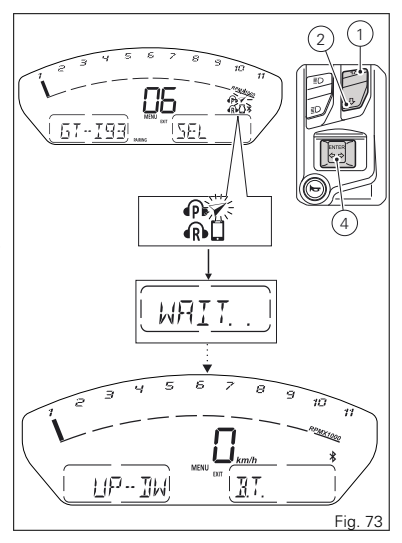 2
1
1 2 3 4 5 6 7 8 9 10 11
RPMX1000
06
MENU EXIT
P
R
GT--I93 SEL
PAIRING
ENTER
4
P
R
WAIT. .
1 2 3 4 5 6 7 8 9 10 11
RPMX1000
0 km/h
MENU EXIT
UP--DW B.T.
Fig. 73